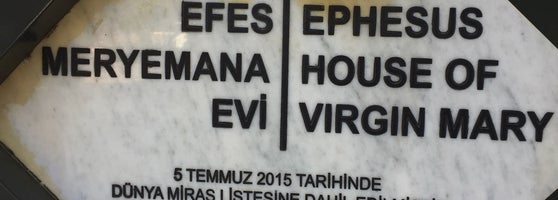 EFES
MERYEMANA
EVİ
EPHESUS
HOUSE OF
VIRGIN MARY
5 TEMMUZ 2015 TARİHİNDE
DÜNYA MİRAS LİSTESİNE DAHİL